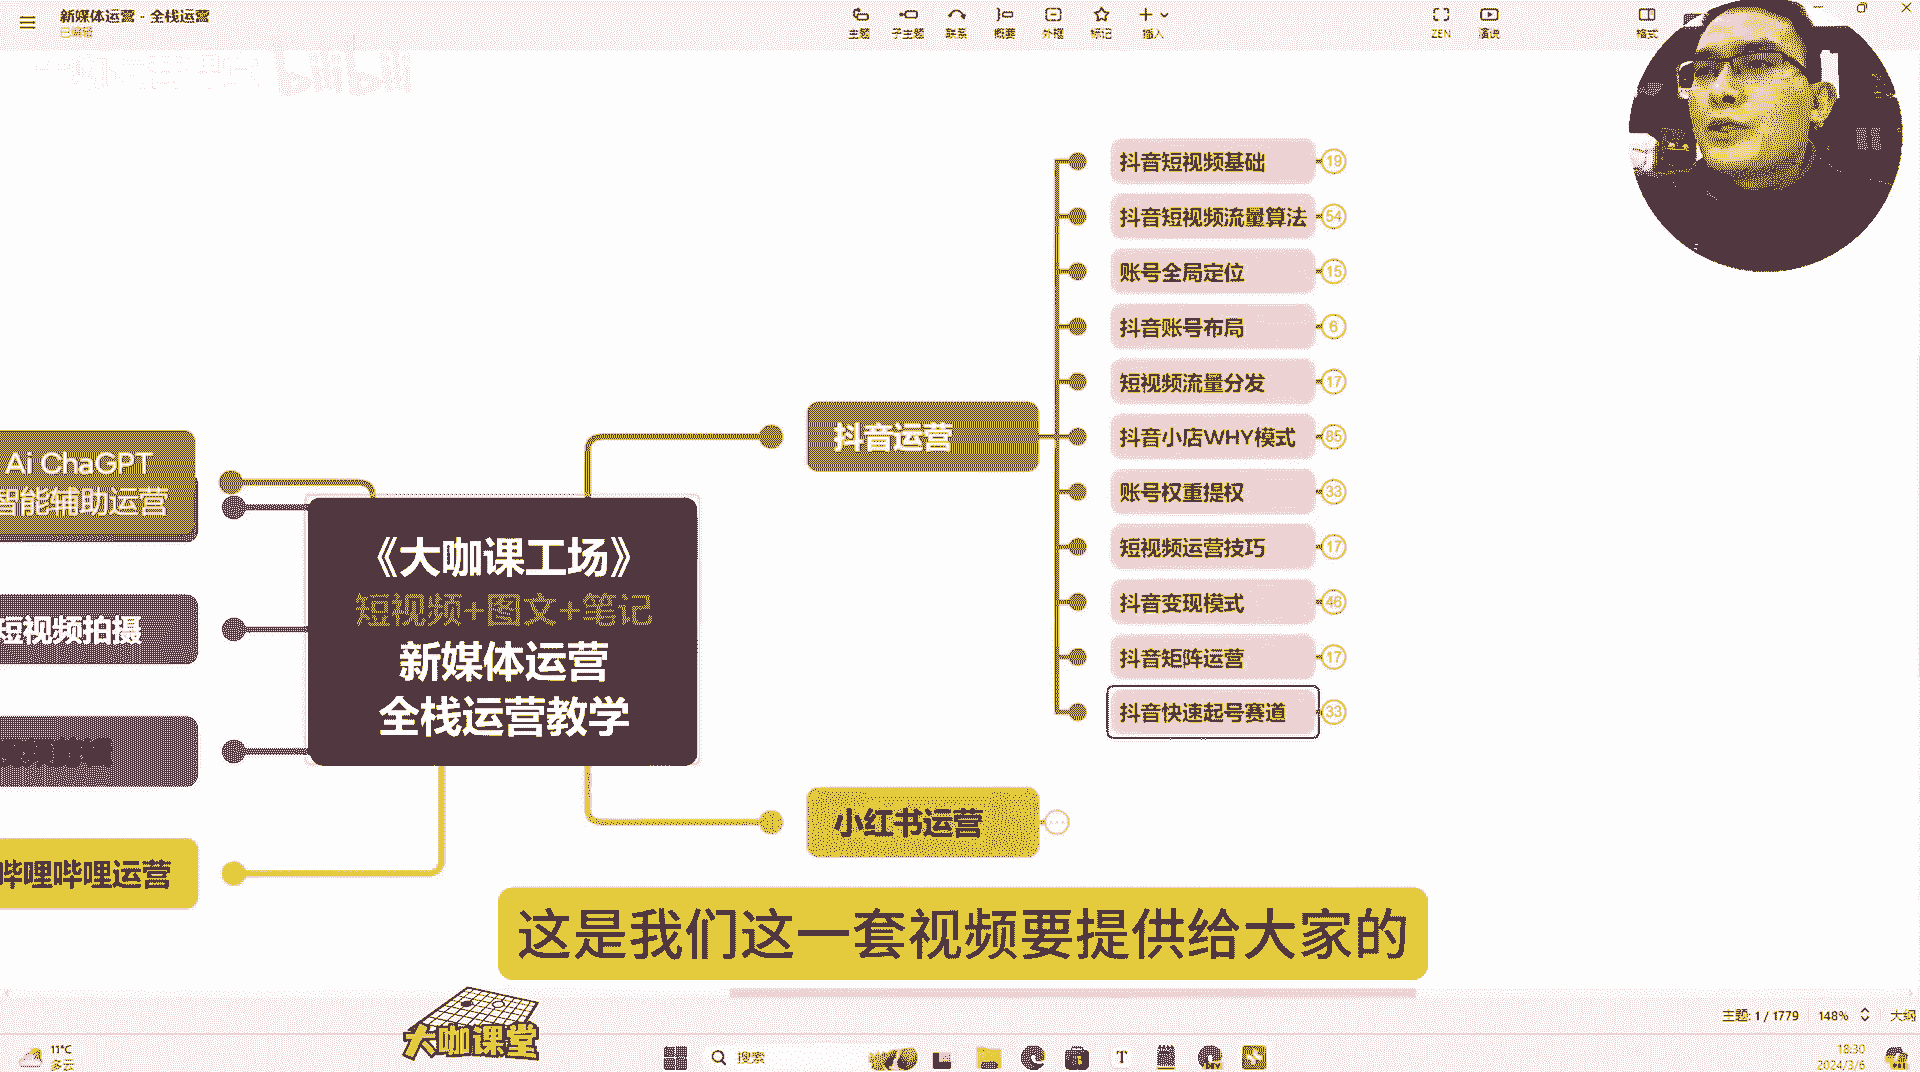 新媒体运营 - 全栈运营
已编辑
主题
子主题
联系
概要
外框
标记
插入
ZEN
演说
格式
bilibili
抖音短视频基础
19
抖音短视频流量算法
54
账号全局定位
15
抖音账号布局
6
短视频流量分发
17
抖音运营
抖音小店WHY模式
85
账号权重提权
33
短视频运营技巧
17
抖音变现模式
46
抖音矩阵运营
17
抖音快速起号赛道
33
Ai ChaGPT
智能辅助运营
《大咖课工场》
短视频+图文+笔记
新媒体运营
全栈运营教学
短视频拍摄
小红书运营
哔哩哔哩运营
这是我们这一套视频要提供给大家的
大咖课堂
主题: 1 / 1779
148%
大纲
11°C
多云
搜索
18:30
2024/3/6